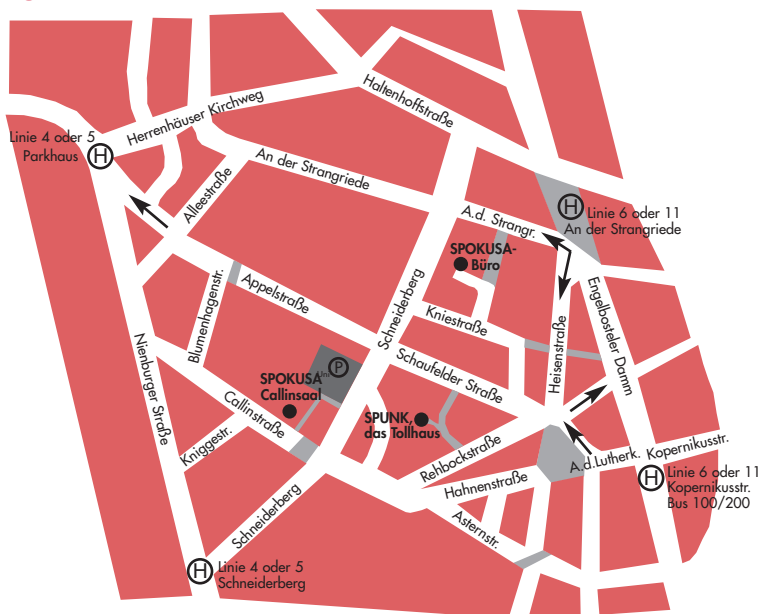 Haltenhoffstraße
Herrenhäuser Kirchweg
Linie 4 oder 5
Parkhaus
H
An der Strangriede
Alleestraße
H
Linie 6 oder 11
An der Strangriede
A.d. Strangr.
SPOKUSA-
Büro
Schneiderberg
Appelstraße
Blumenhagenstr.
Kniestraße
Engelbosteler Damm
Heisenstraße
Nienburger Straße
P
SPOKUSA
Callinsaal
Schaufelder Straße
Callinstraße
SPUNK,
das Tollhaus
Kniggestr.
Rehbockstraße
A.d.Lutherk.
Kopernikusstr.
Hahnenstraße
H
Linie 6 oder 11
Kopernikusstr.
Bus 100/200
Schneiderberg
Asternstr.
H
Linie 4 oder 5
Schneiderberg